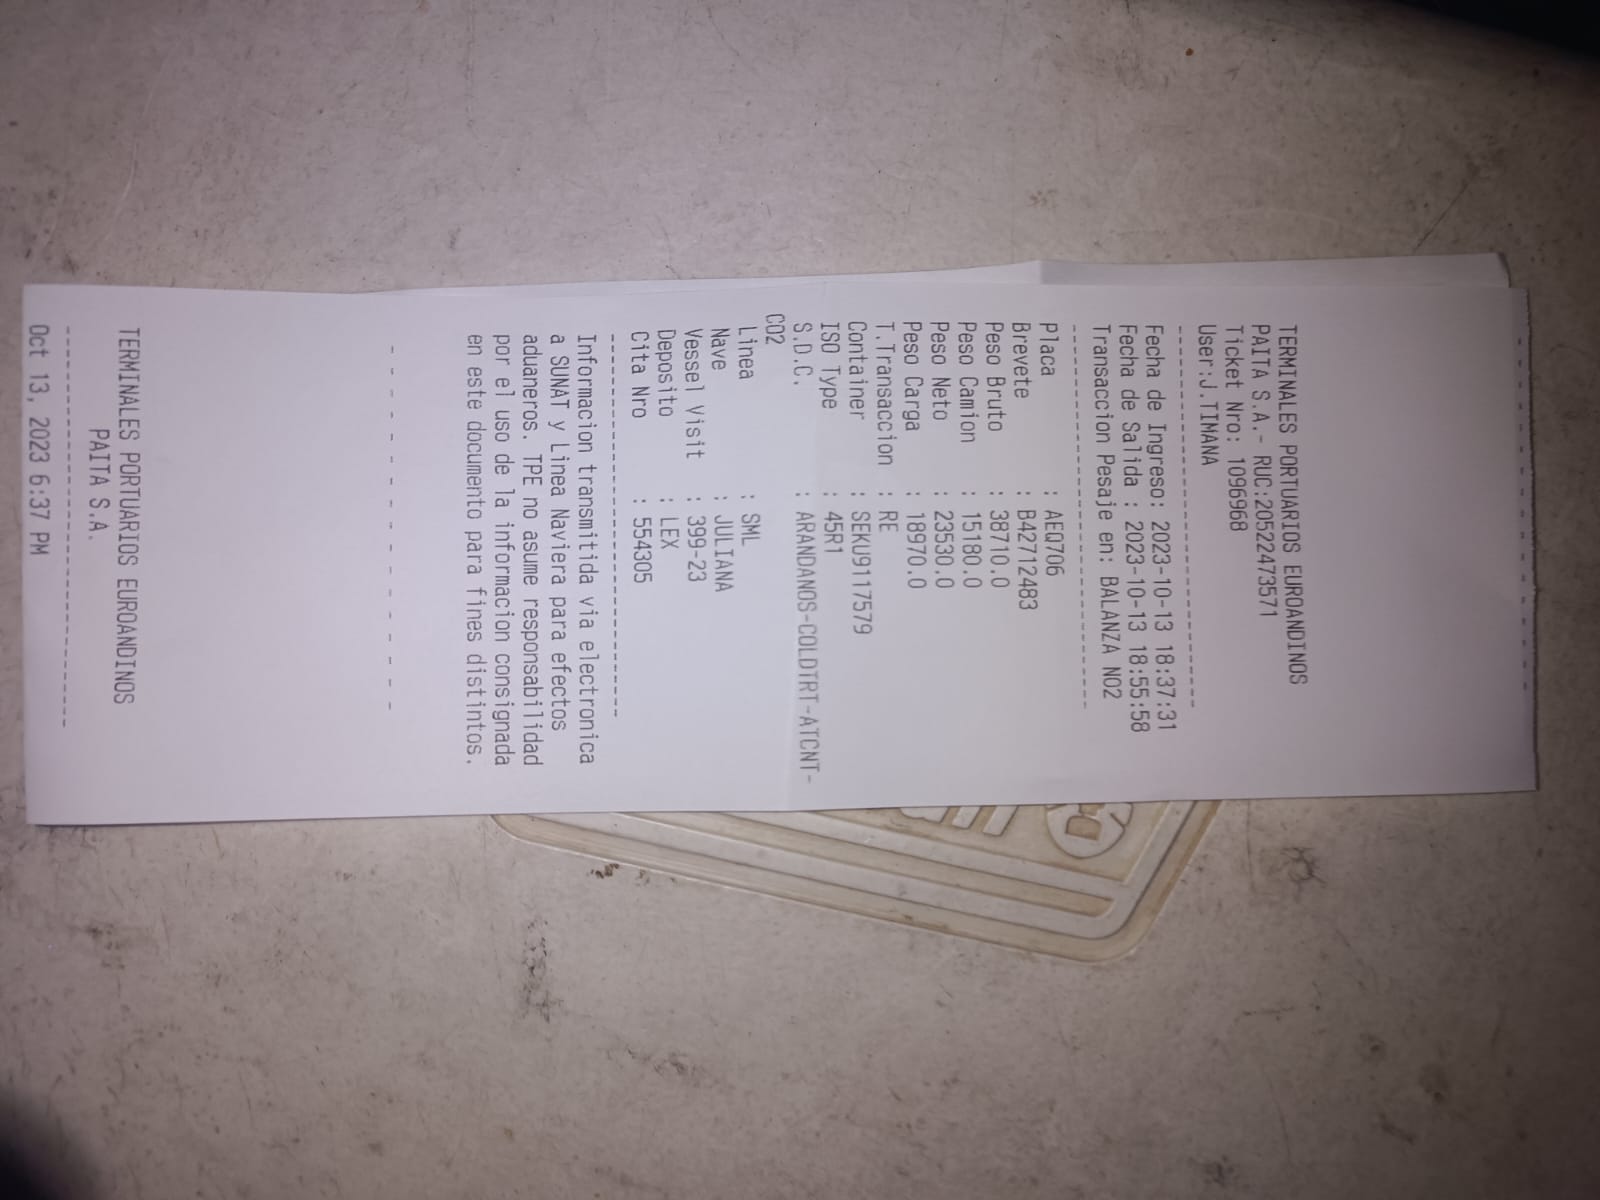 TERMINALES PORTUARIOS EUROANDINOS
PAITA S.A.- RUC:20522473571
Ticket Nro: 1096968
User:J.TIMANA
Fecha de Ingreso: 2023-10-13 18:37:31
Fecha de Salida : 2023-10-13 18:55:58
Transaccion Pesaje en: BALANZA N02
Placa : AEQ706
Brevete : B42712483
Peso Bruto : 38710.0
Peso Camion : 15180.0
Peso Neto : 23530.0
Peso Carga : 18970.0
T.Transaccion : RE
Container : SEKU9117579
ISO Type : 45R1
S.D.C. : ARANDANOS-COLDTRT-ATCNT-
CO2
Linea : SML
Nave : JULIANA
Vessel Visit : 399-23
Deposito : LEX
Cita Nro : 554305
Informacion transmitida via electronica
a SUNAT y Linea Naviera para efectos
aduaneros. TPE no asume responsabilidad
por el uso de la informacion consignada
en este documento para fines distintos.
TERMINALES PORTUARIOS EUROANDINOS
PAITA S.A.
Oct 13, 2023 6:37 PM